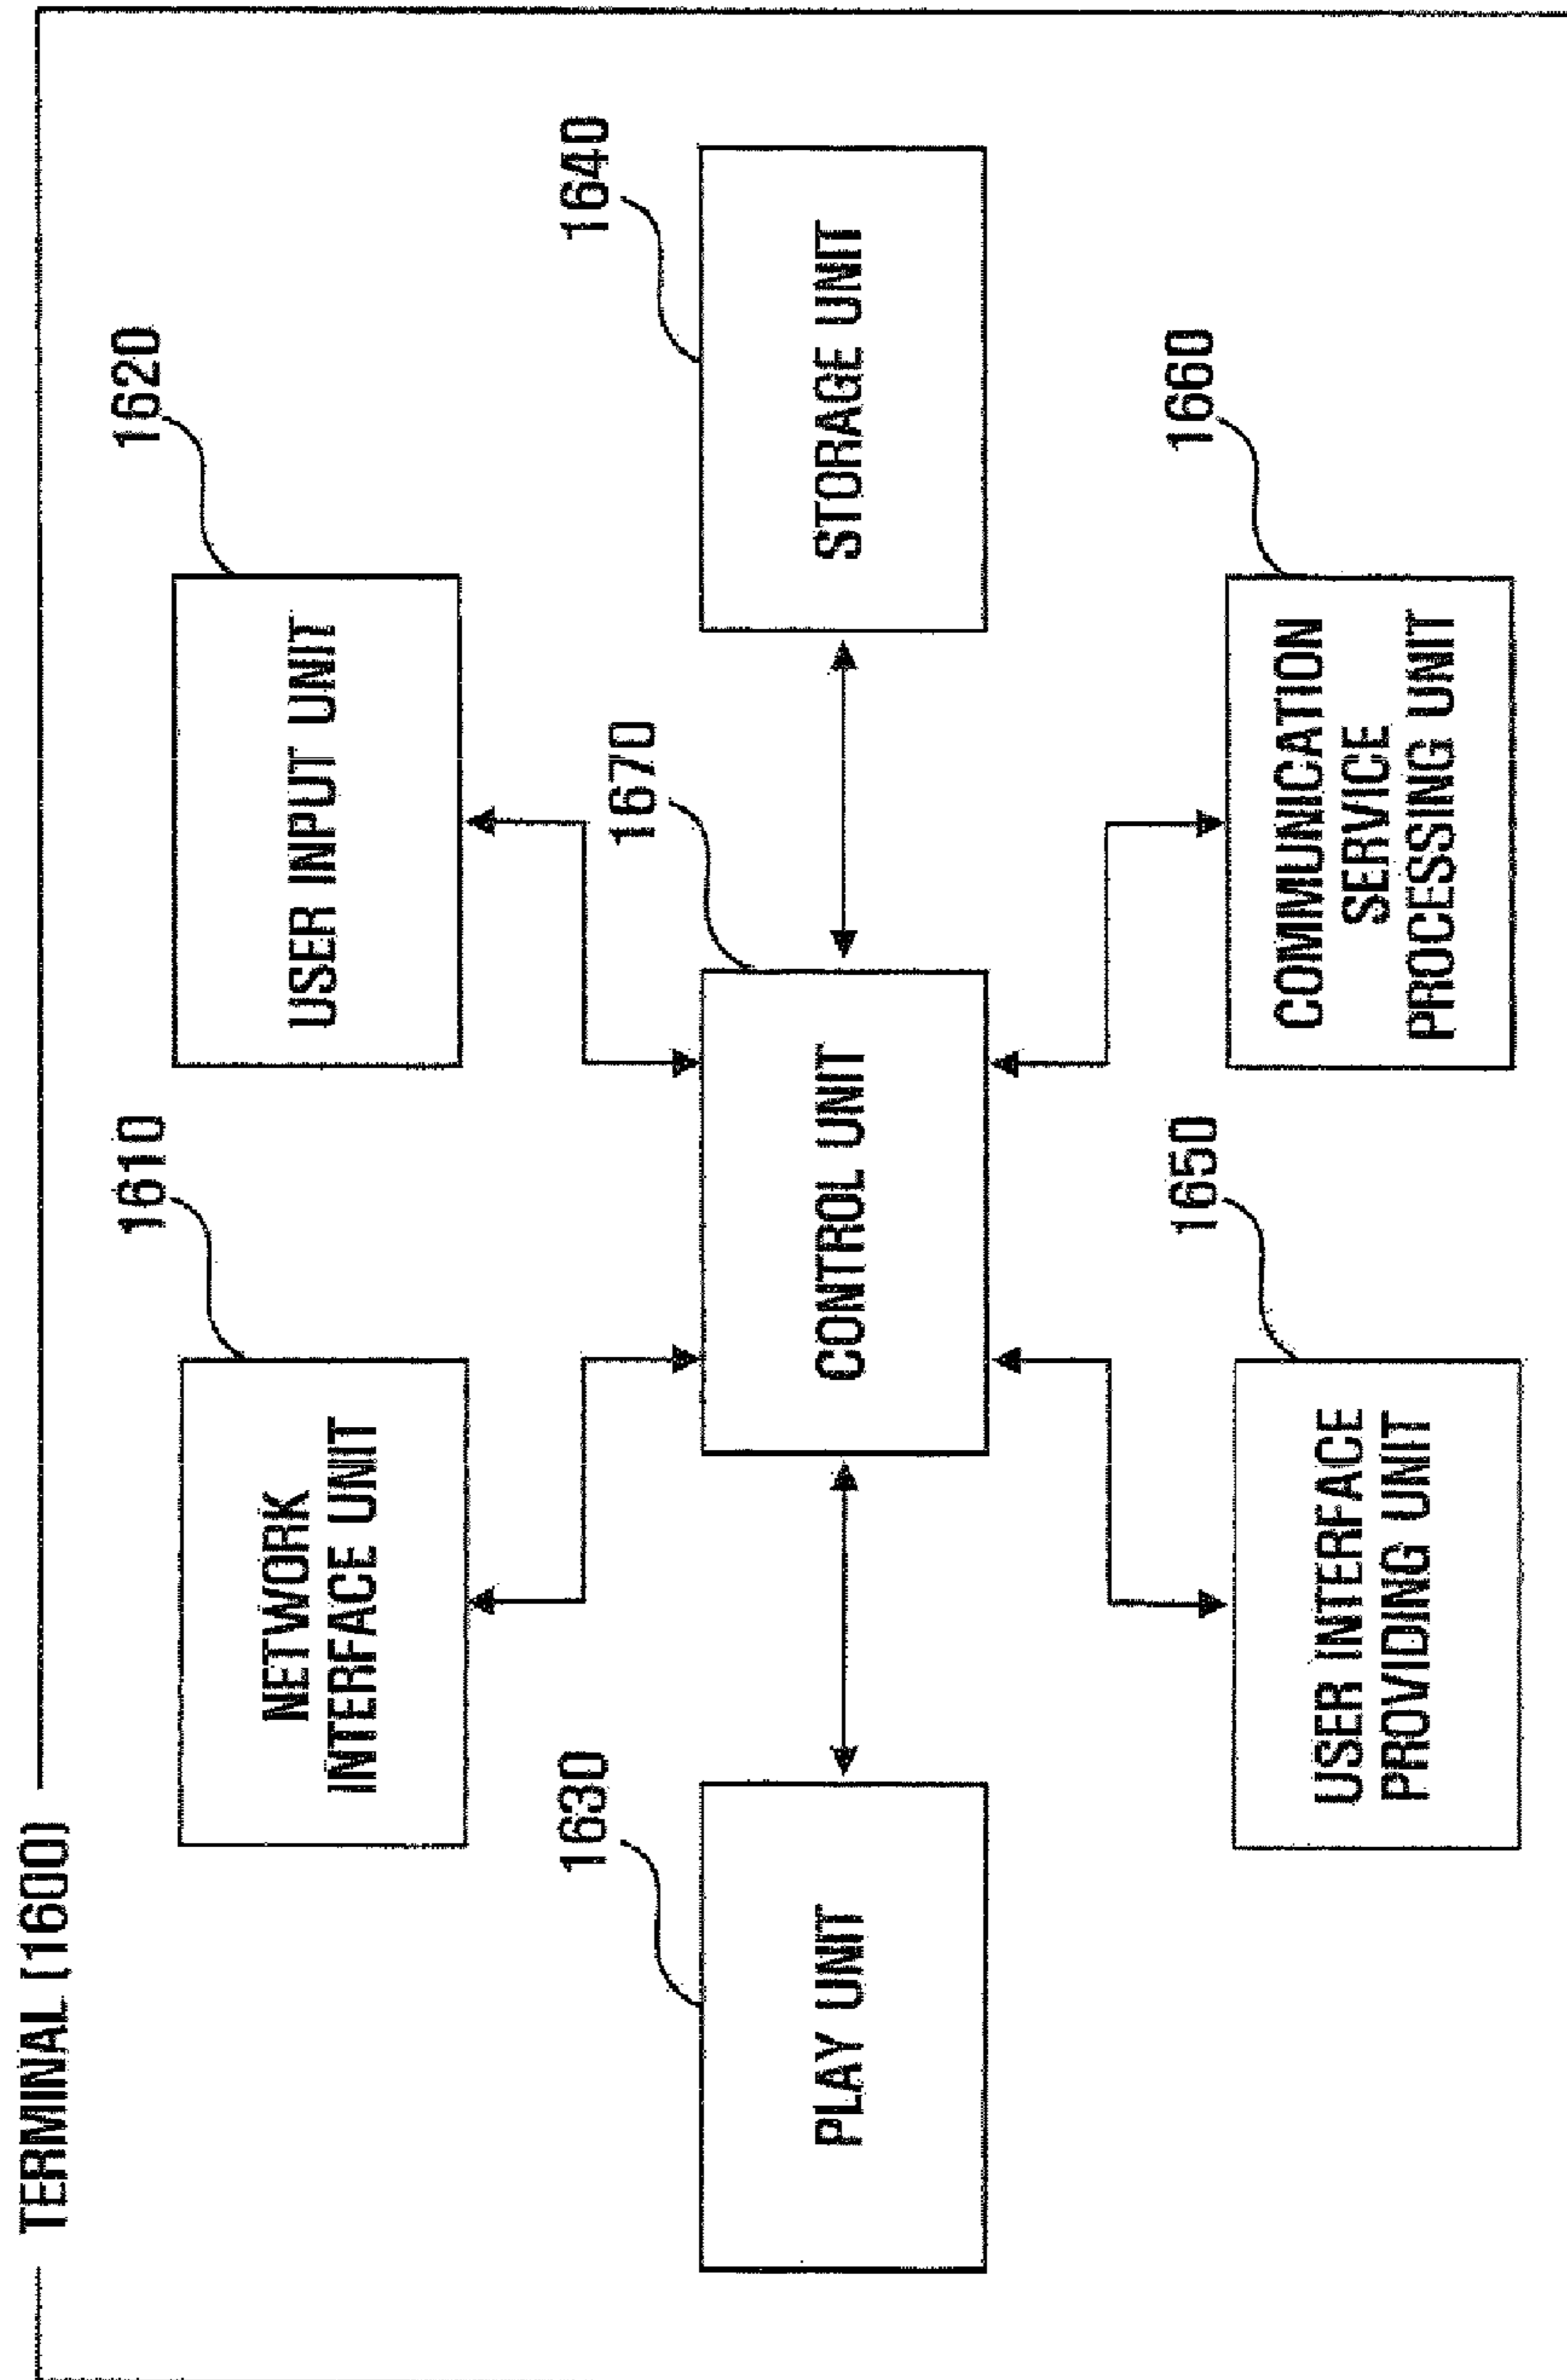 TERMINAL (1600)
1610
NETWORK
INTERFACE UNIT
1620
USER INPUT UNIT
1630
PLAY UNIT
1670
CONTROL UNIT
1640
STORAGE UNIT
1650
USER INTERFACE
PROVIDING UNIT
1660
COMMUNICATION
SERVICE
PROCESSING UNIT